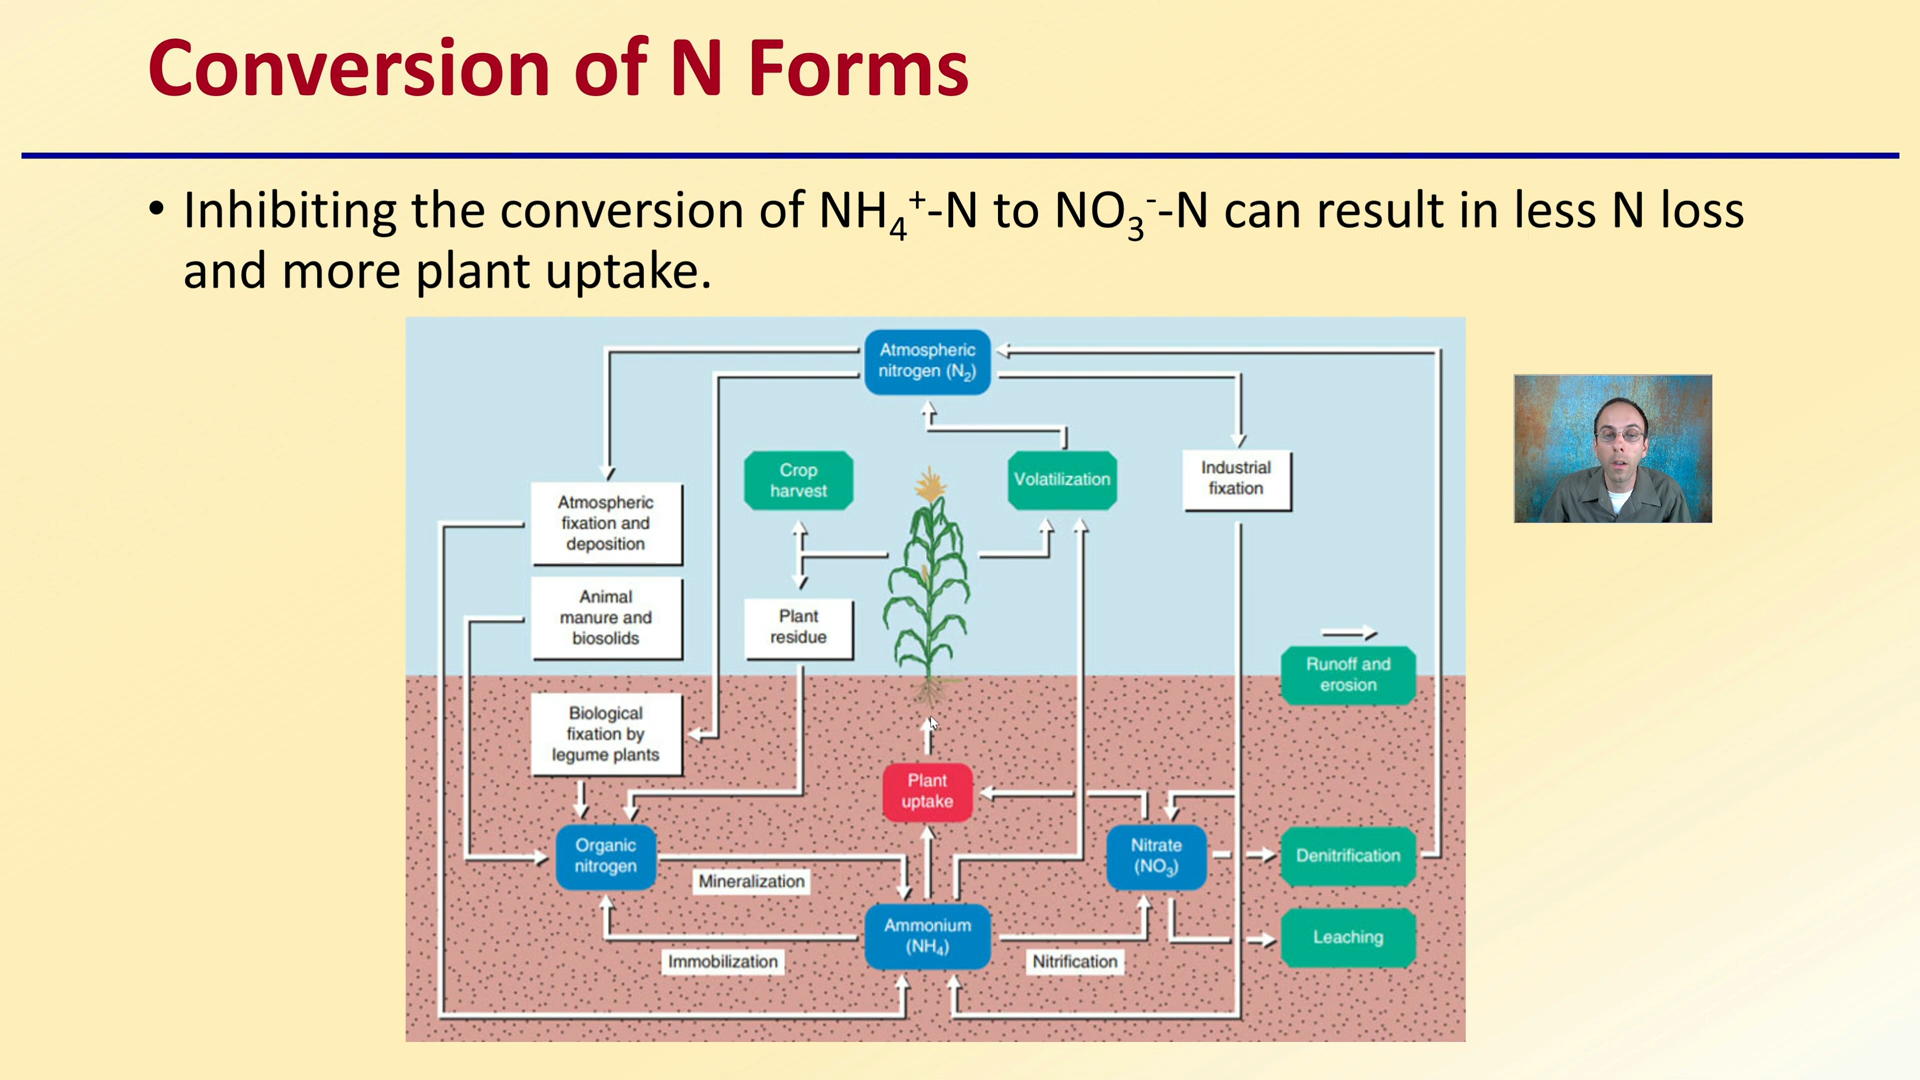 Conversion of N Forms
• Inhibiting the conversion of NH₄⁺-N to NO₃⁻-N can result in less N loss
and more plant uptake.
Atmospheric
nitrogen (N₂)
Crop
harvest
Volatilization
Industrial
fixation
Atmospheric
fixation and
deposition
Animal
manure and
biosolids
Plant
residue
Runoff and
erosion
Biological
fixation by
legume plants
Plant
uptake
Organic
nitrogen
Mineralization
Nitrate
(NO₃)
Denitrification
Ammonium
(NH₄)
Leaching
Immobilization
Nitrification